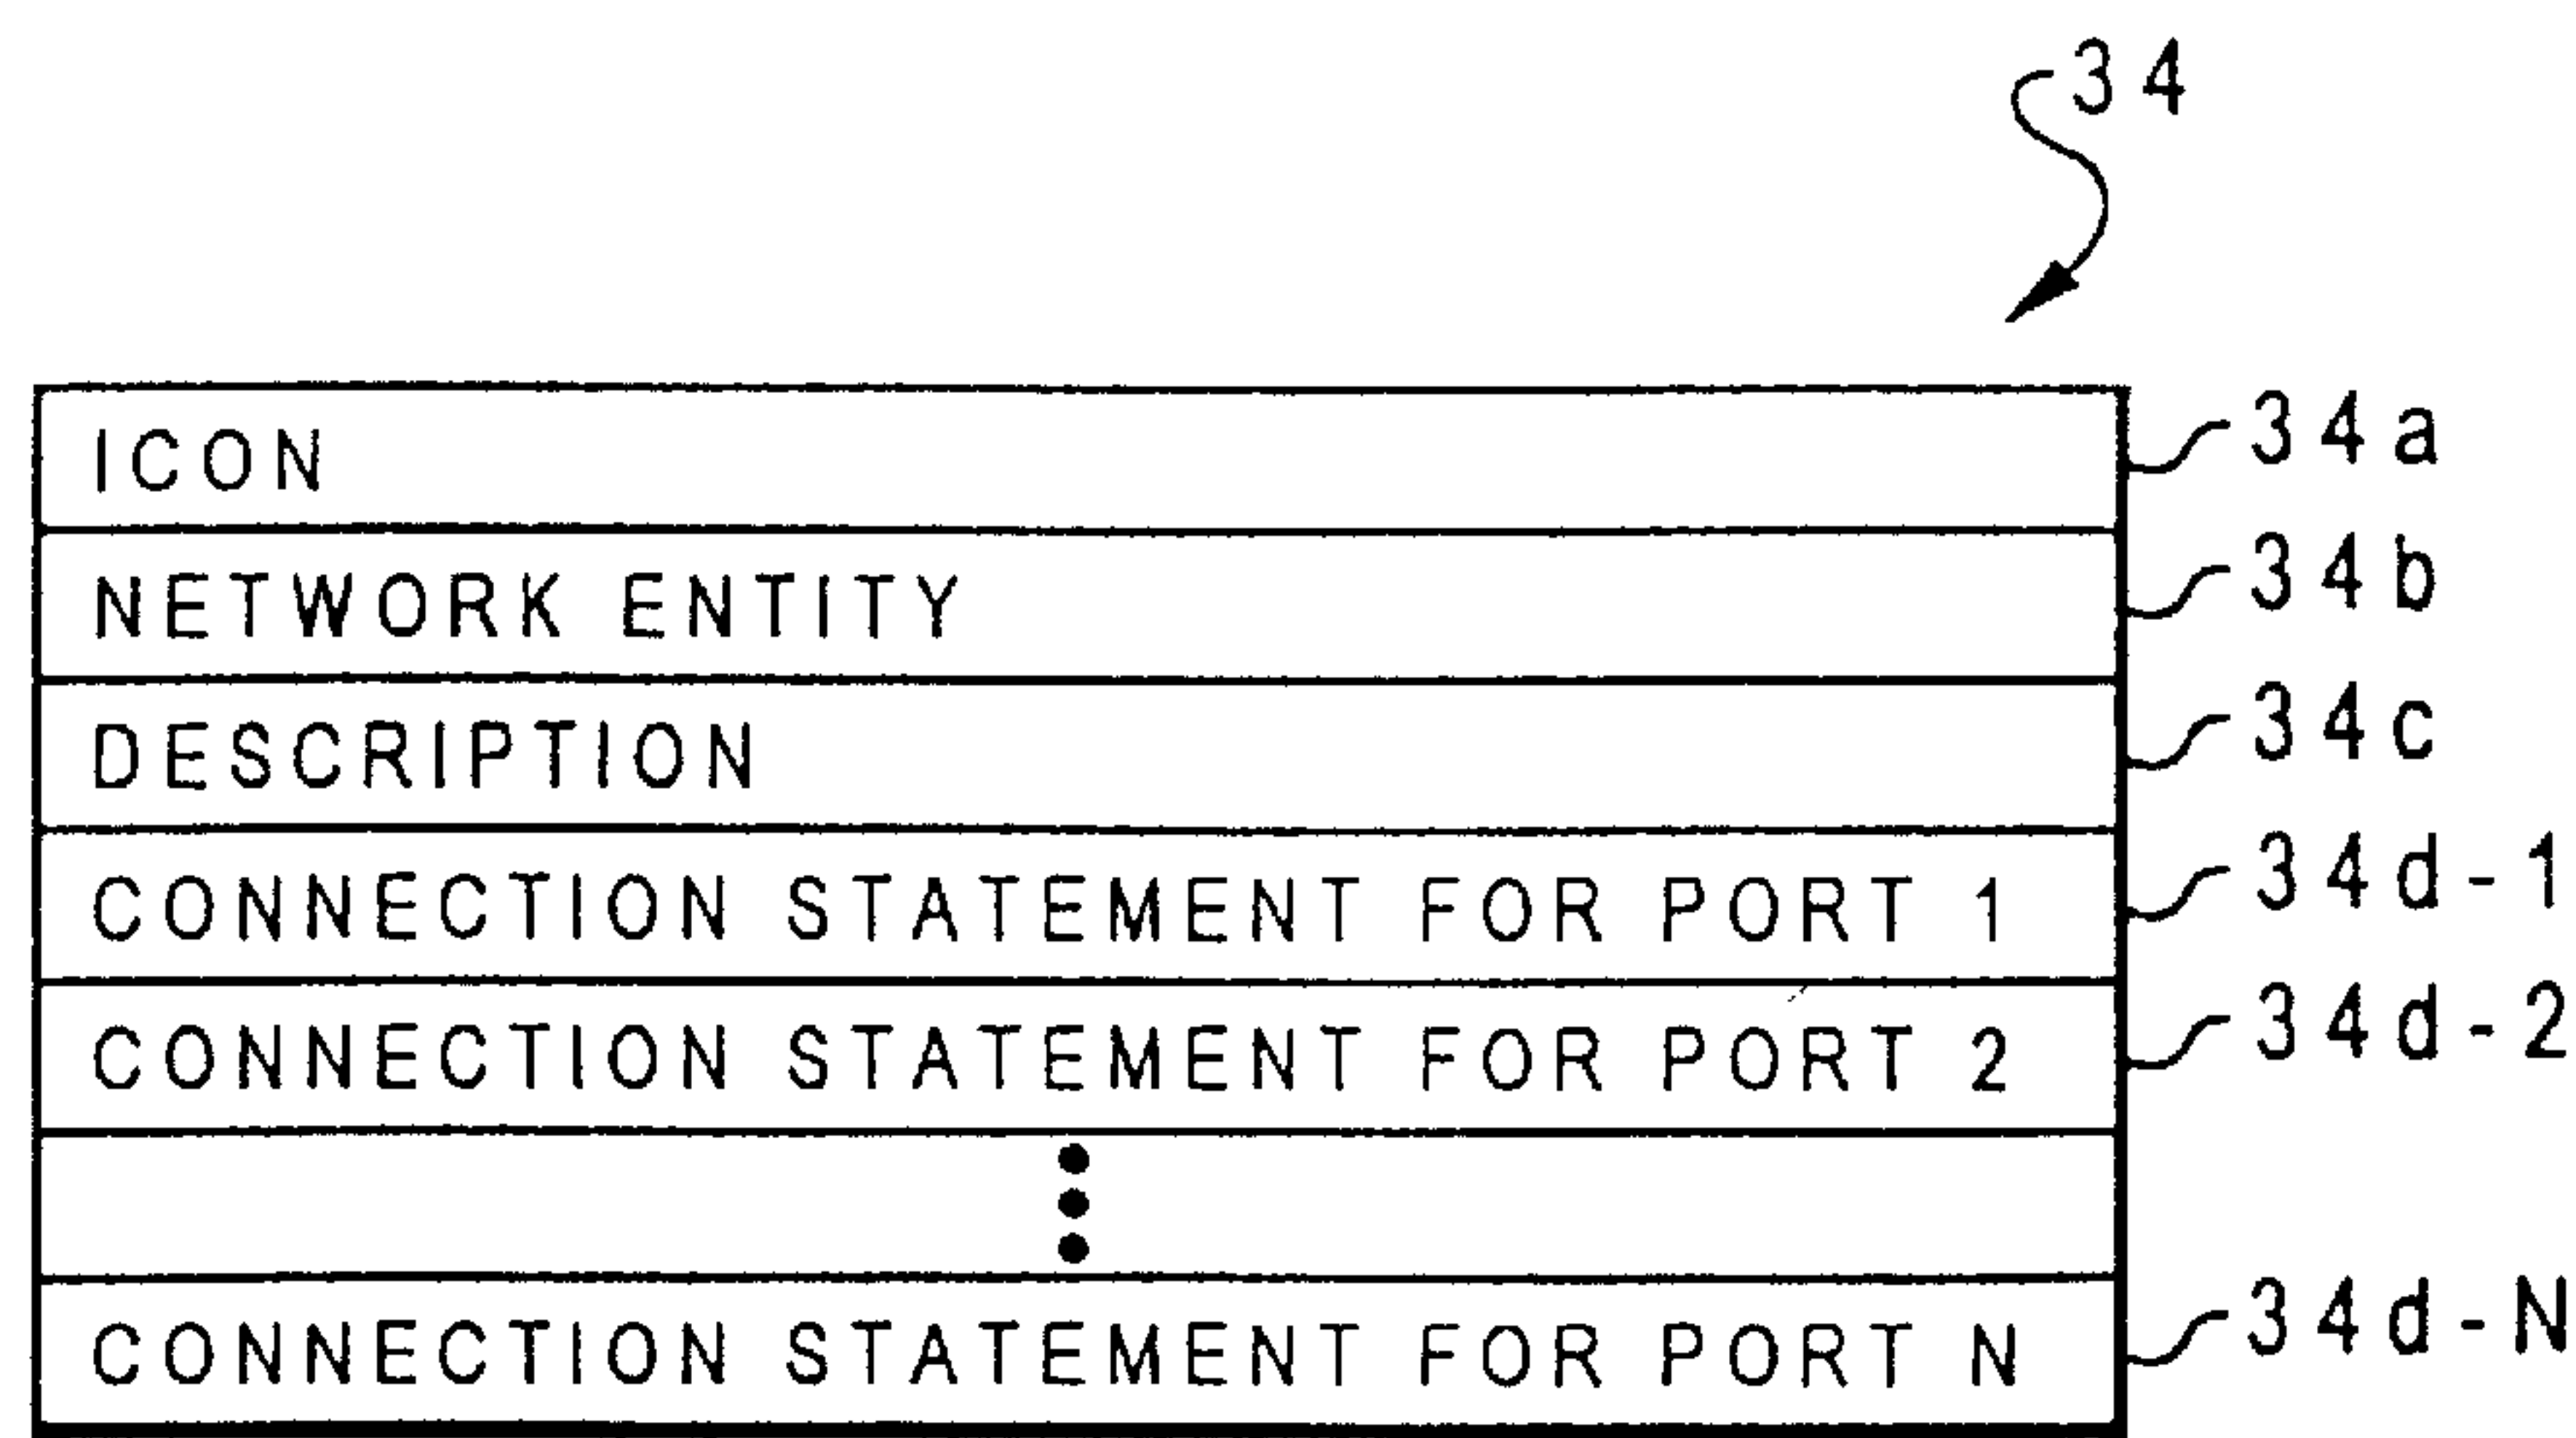 34
ICON 34a
NETWORK ENTITY 34b
DESCRIPTION 34c
CONNECTION STATEMENT FOR PORT 1 34d-1
CONNECTION STATEMENT FOR PORT 2 34d-2
CONNECTION STATEMENT FOR PORT N 34d-N